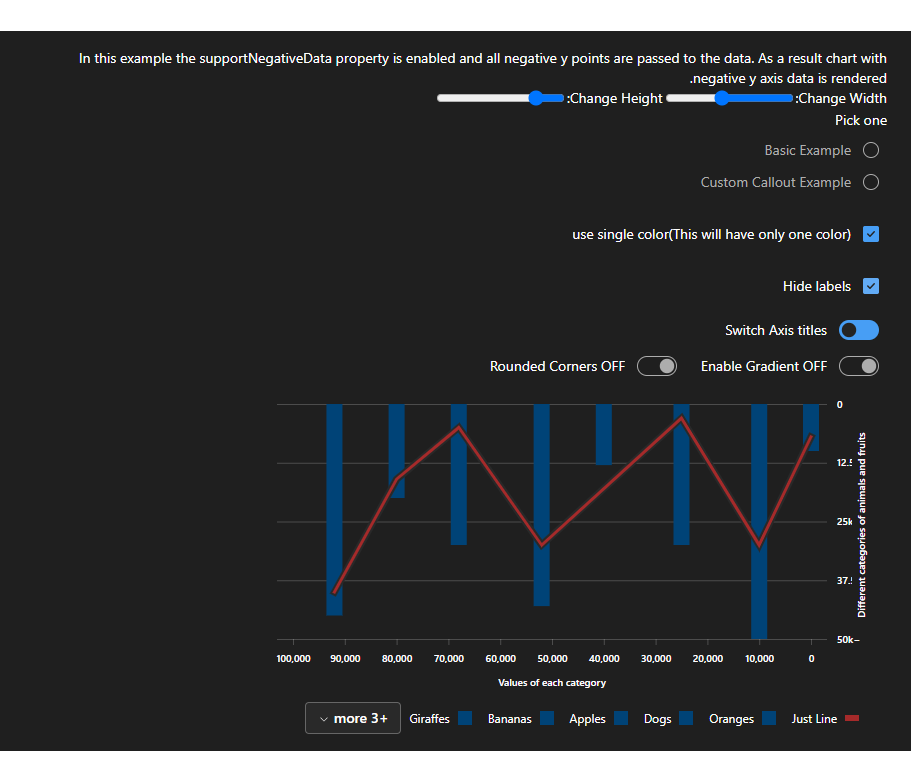 In this example the supportNegativeData property is enabled and all negative y points are passed to the data. As a result chart with
.negative y axis data is rendered
:Change Height :Change Width
Pick one
Basic Example
Custom Callout Example
use single color(This will have only one color)
Hide labels
Switch Axis titles
Rounded Corners OFF Enable Gradient OFF
0
12.5
25k
37.5
50k–
Different categories of animals and fruits
100,000 90,000 80,000 70,000 60,000 50,000 40,000 30,000 20,000 10,000 0
Values of each category
more 3+ Giraffes Bananas Apples Dogs Oranges Just Line